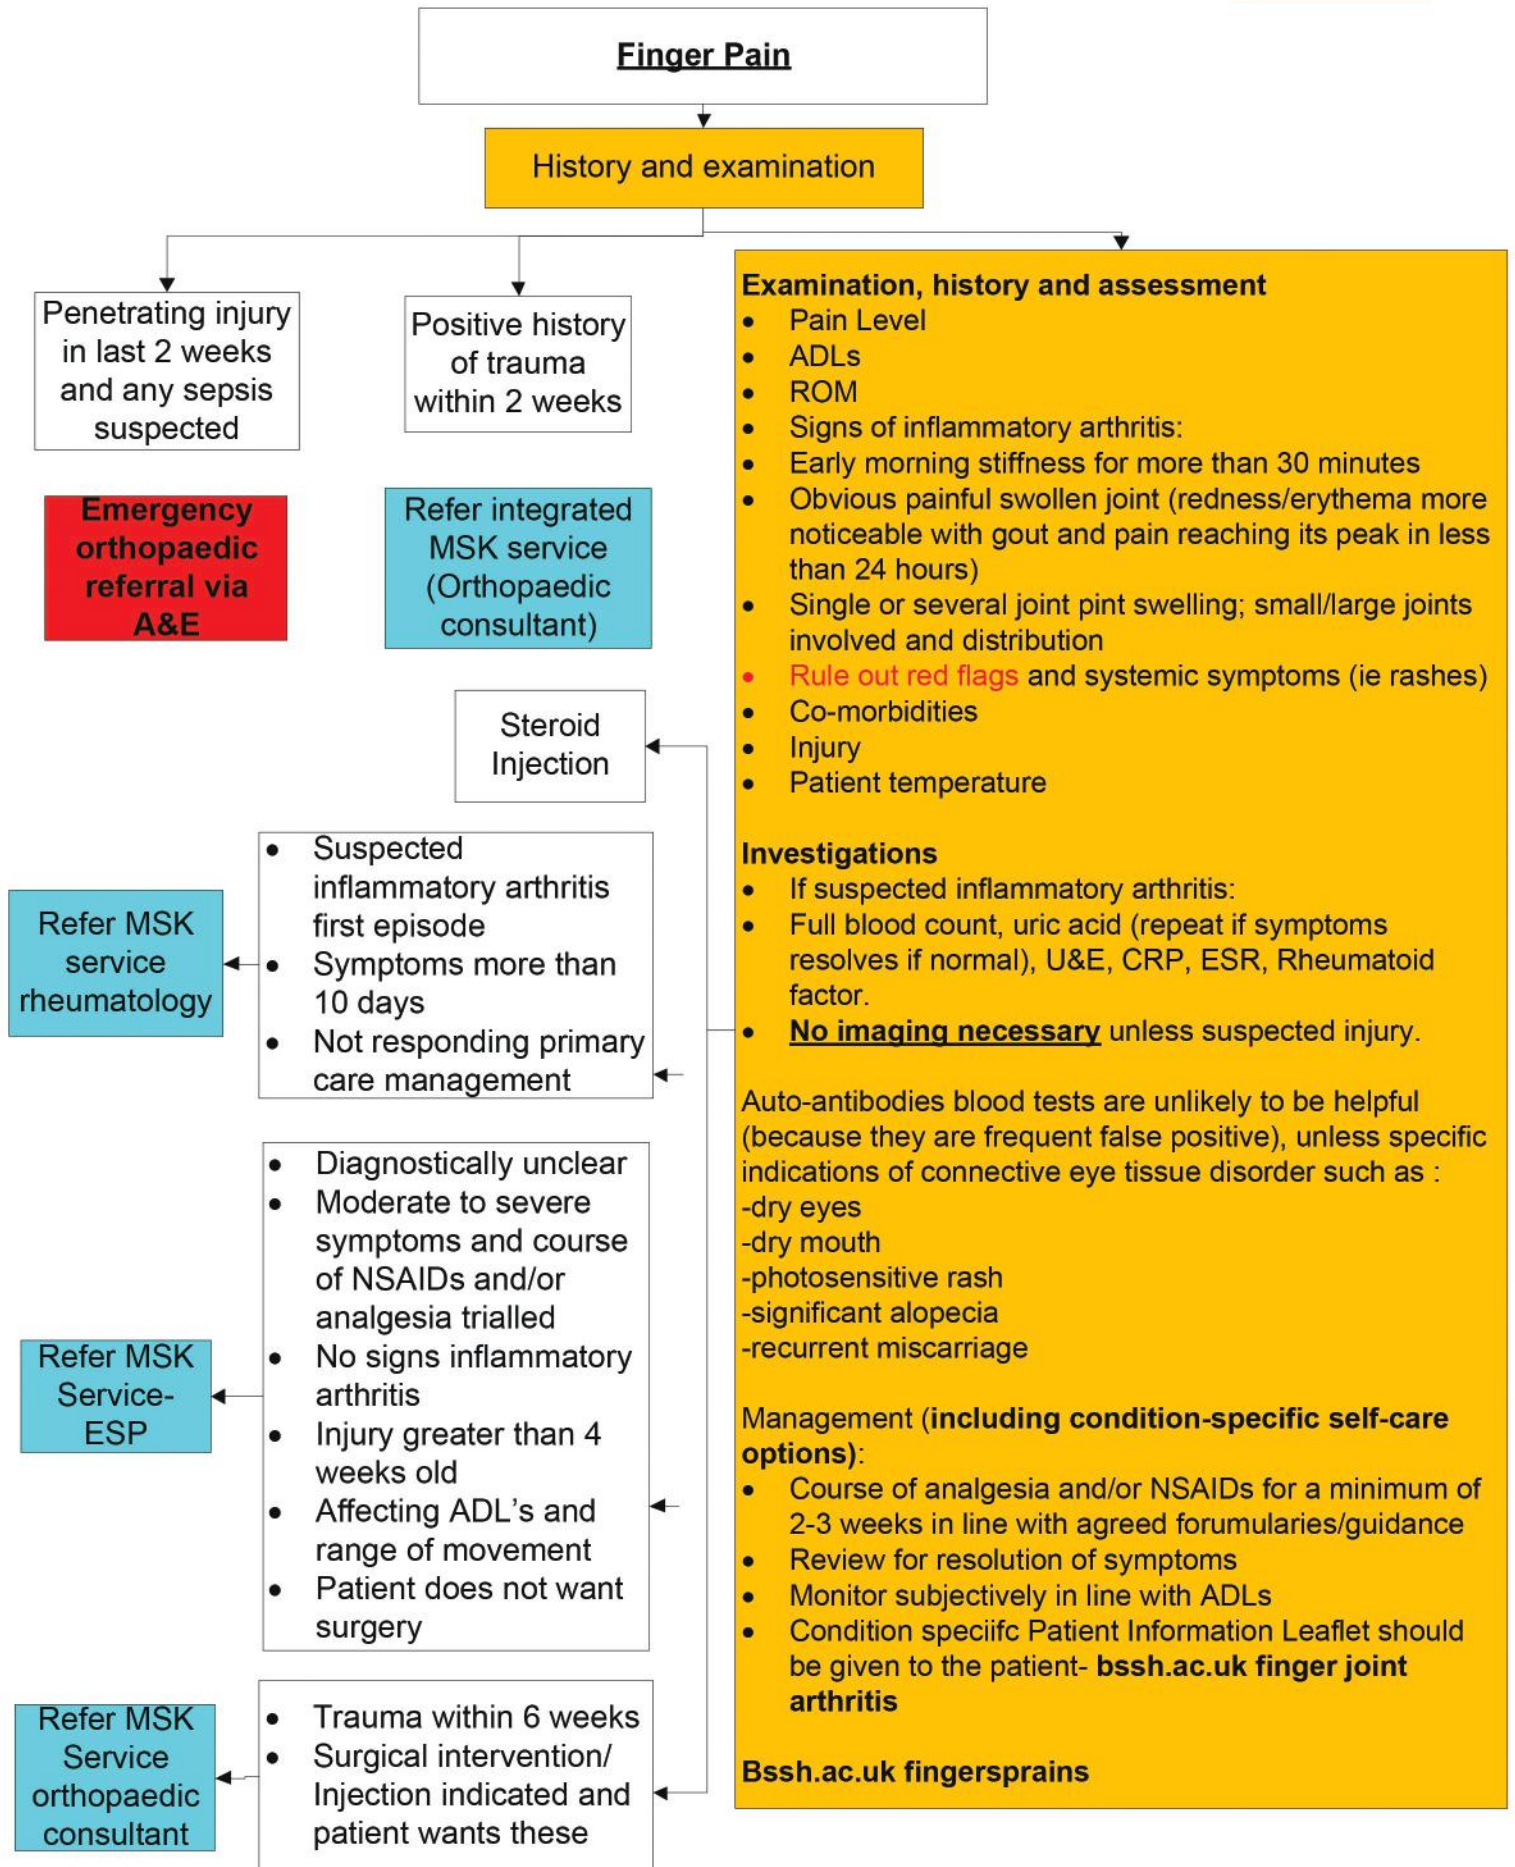 Finger Pain
History and examination
Penetrating injury
in last 2 weeks
and any sepsis
suspected
Positive history
of trauma
within 2 weeks
Emergency
orthopaedic
referral via
A&E
Refer integrated
MSK service
(Orthopaedic
consultant)
Examination, history and assessment
• Pain Level
• ADLs
• ROM
• Signs of inflammatory arthritis:
• Early morning stiffness for more than 30 minutes
• Obvious painful swollen joint (redness/erythema more
noticeable with gout and pain reaching its peak in less
than 24 hours)
• Single or several joint pint swelling; small/large joints
involved and distribution
• Rule out red flags and systemic symptoms (ie rashes)
• Co-morbidities
• Injury
• Patient temperature
Investigations
• If suspected inflammatory arthritis:
• Full blood count, uric acid (repeat if symptoms
resolves if normal), U&E, CRP, ESR, Rheumatoid
factor.
• No imaging necessary unless suspected injury.
Auto-antibodies blood tests are unlikely to be helpful
(because they are frequent false positive), unless specific
indications of connective eye tissue disorder such as :
-dry eyes
-dry mouth
-photosensitive rash
-significant alopecia
-recurrent miscarriage
Management (including condition-specific self-care
options):
• Course of analgesia and/or NSAIDs for a minimum of
2-3 weeks in line with agreed forumularies/guidance
• Review for resolution of symptoms
• Monitor subjectively in line with ADLs
• Condition speciifc Patient Information Leaflet should
be given to the patient- bssh.ac.uk finger joint
arthritis
Bssh.ac.uk fingersprains
Steroid
Injection
• Suspected
inflammatory arthritis
first episode
• Symptoms more than
10 days
• Not responding primary
care management
Refer MSK
service
rheumatology
• Diagnostically unclear
• Moderate to severe
symptoms and course
of NSAIDs and/or
analgesia trialled
• No signs inflammatory
arthritis
• Injury greater than 4
weeks old
• Affecting ADL's and
range of movement
• Patient does not want
surgery
Refer MSK
Service-
ESP
• Trauma within 6 weeks
• Surgical intervention/
Injection indicated and
patient wants these
Refer MSK
Service
orthopaedic
consultant